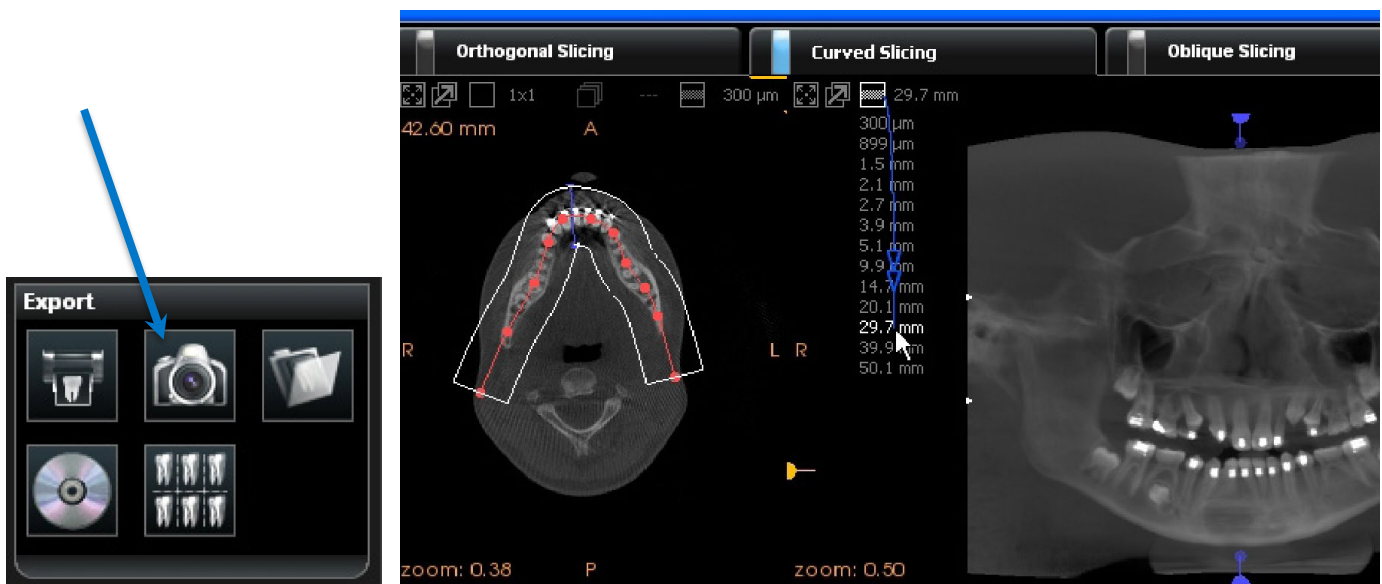 Export
Orthogonal Slicing
Curved Slicing
Oblique Slicing
1x1
---
300 µm
29.7 mm
42.60 mm
A
R
L
P
zoom: 0.38
300 µm
899 µm
1.5 mm
2.1 mm
2.7 mm
3.9 mm
5.1 mm
9.9 mm
14.7 mm
20.1 mm
29.7 mm
39.9 mm
50.1 mm
R
zoom: 0.50